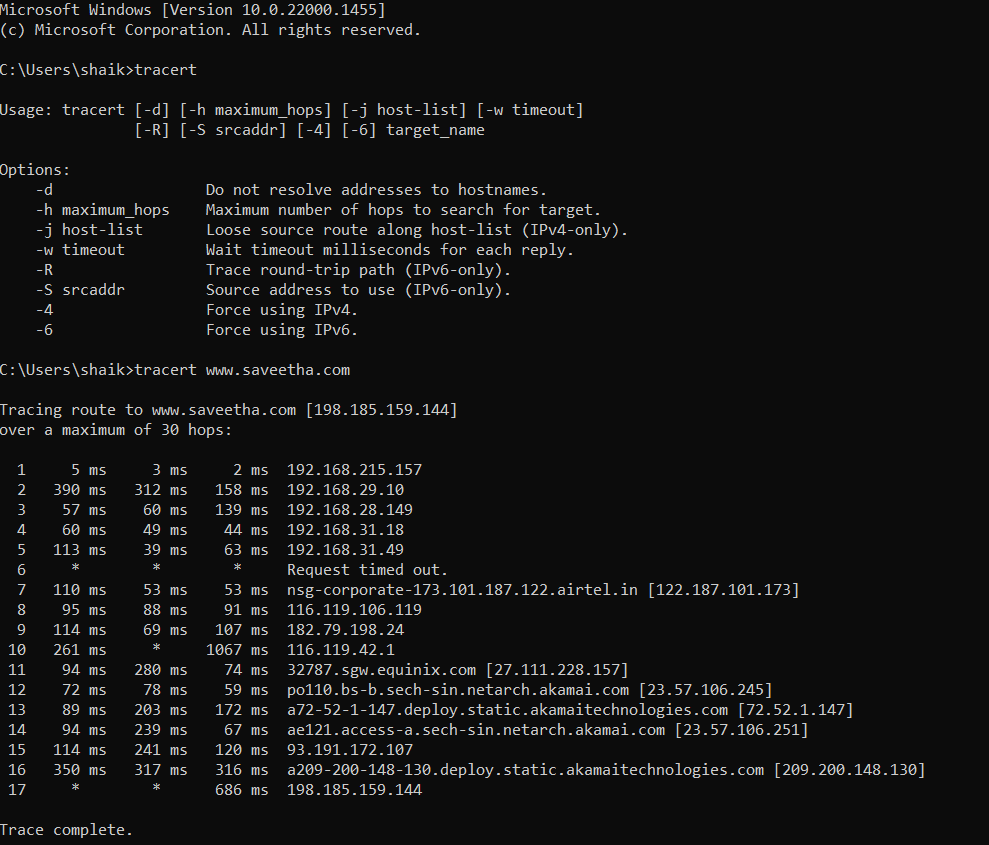 Microsoft Windows [Version 10.0.22000.1455]
(c) Microsoft Corporation. All rights reserved.
C:\Users\shaik>tracert
Usage: tracert [-d] [-h maximum_hops] [-j host-list] [-w timeout]
               [-R] [-S srcaddr] [-4] [-6] target_name
Options:
    -d                 Do not resolve addresses to hostnames.
    -h maximum_hops    Maximum number of hops to search for target.
    -j host-list       Loose source route along host-list (IPv4-only).
    -w timeout         Wait timeout milliseconds for each reply.
    -R                 Trace round-trip path (IPv6-only).
    -S srcaddr         Source address to use (IPv6-only).
    -4                 Force using IPv4.
    -6                 Force using IPv6.
C:\Users\shaik>tracert www.saveetha.com
Tracing route to www.saveetha.com [198.185.159.144]
over a maximum of 30 hops:
  1     5 ms     3 ms     2 ms  192.168.215.157
  2   390 ms   312 ms   158 ms  192.168.29.10
  3    57 ms    60 ms   139 ms  192.168.28.149
  4    60 ms    49 ms    44 ms  192.168.31.18
  5   113 ms    39 ms    63 ms  192.168.31.49
  6     *        *        *     Request timed out.
  7   110 ms    53 ms    53 ms  nsg-corporate-173.101.187.122.airtel.in [122.187.101.173]
  8    95 ms    88 ms    91 ms  116.119.106.119
  9   114 ms    69 ms   107 ms  182.79.198.24
 10   261 ms     *     1067 ms  116.119.42.1
 11    94 ms   280 ms    74 ms  32787.sgw.equinix.com [27.111.228.157]
 12    72 ms    78 ms    59 ms  po110.bs-b.sech-sin.netarch.akamai.com [23.57.106.245]
 13    89 ms   203 ms   172 ms  a72-52-1-147.deploy.static.akamaitechnologies.com [72.52.1.147]
 14    94 ms   239 ms    67 ms  ae121.access-a.sech-sin.netarch.akamai.com [23.57.106.251]
 15   114 ms   241 ms   120 ms  93.191.172.107
 16   350 ms   317 ms   316 ms  a209-200-148-130.deploy.static.akamaitechnologies.com [209.200.148.130]
 17     *        *      686 ms  198.185.159.144
Trace complete.